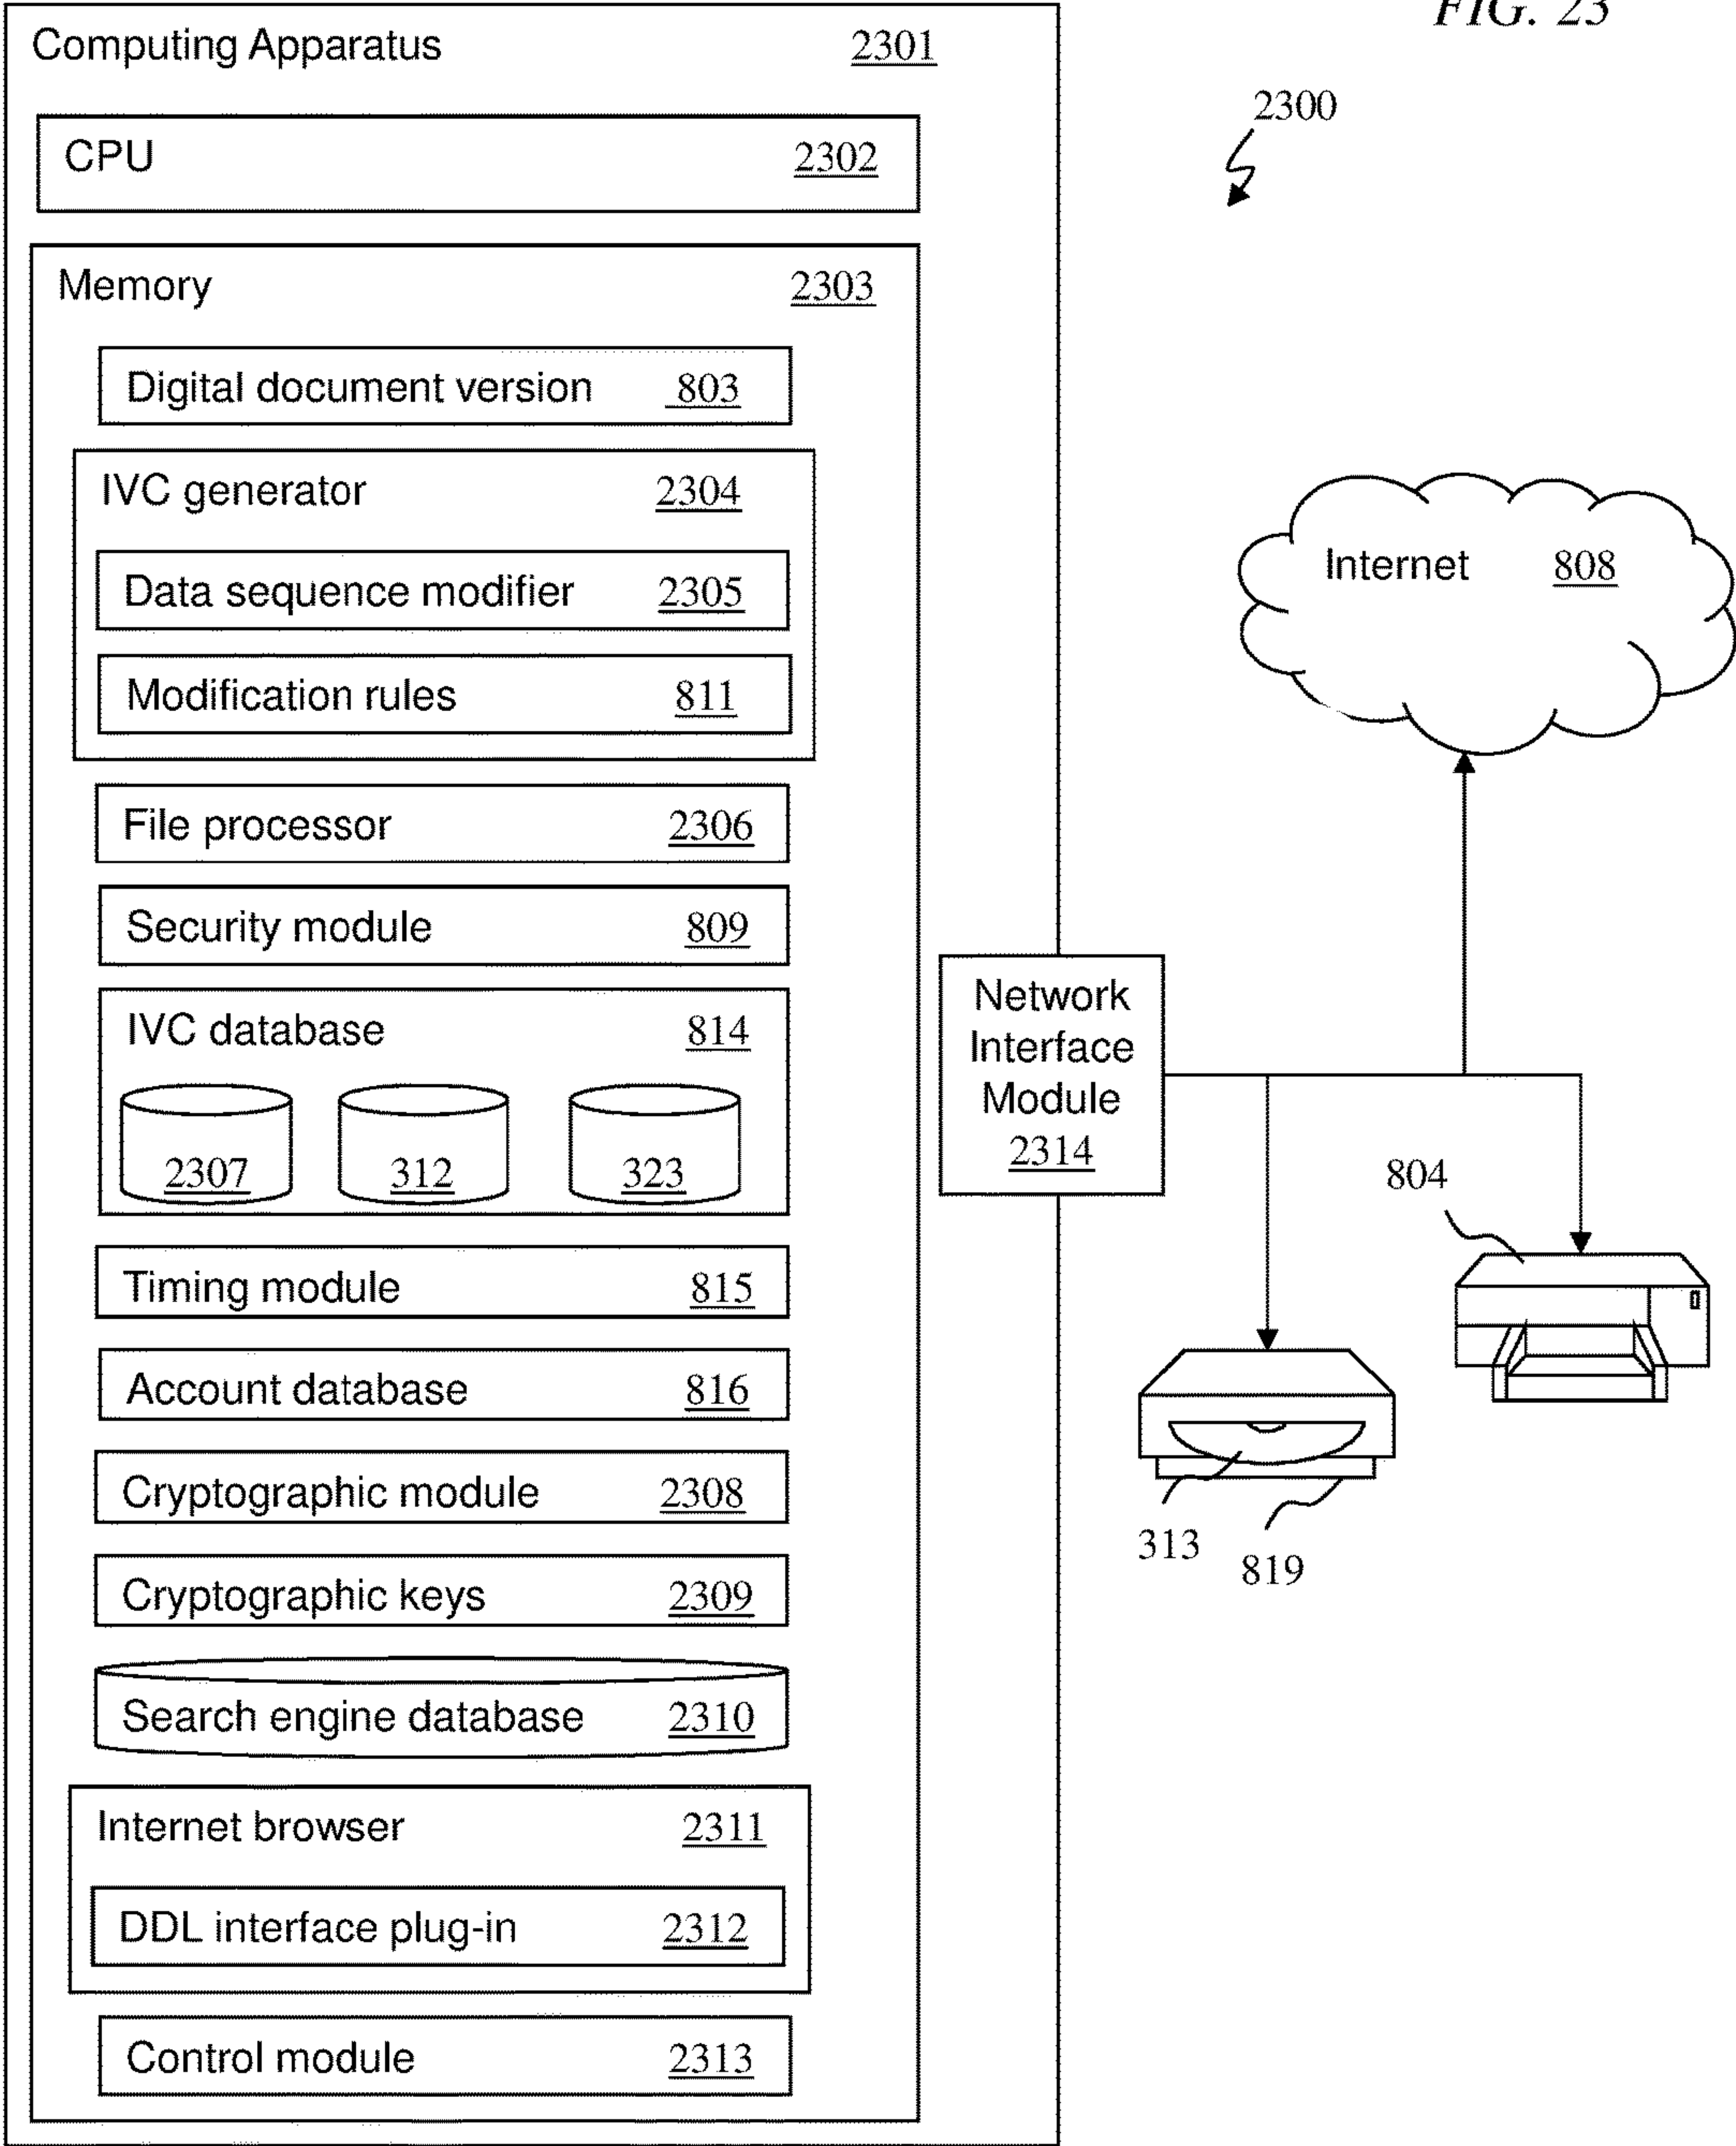 FIG. 23
Computing Apparatus 2301
2300
CPU 2302
Memory 2303
Digital document version 803
IVC generator 2304
Data sequence modifier 2305
Modification rules 811
File processor 2306
Security module 809
IVC database 814
2307 312 323
Timing module 815
Account database 816
Cryptographic module 2308
Cryptographic keys 2309
Search engine database 2310
Internet browser 2311
DDL interface plug-in 2312
Control module 2313
Network
Interface
Module
2314
Internet 808
804
313
819